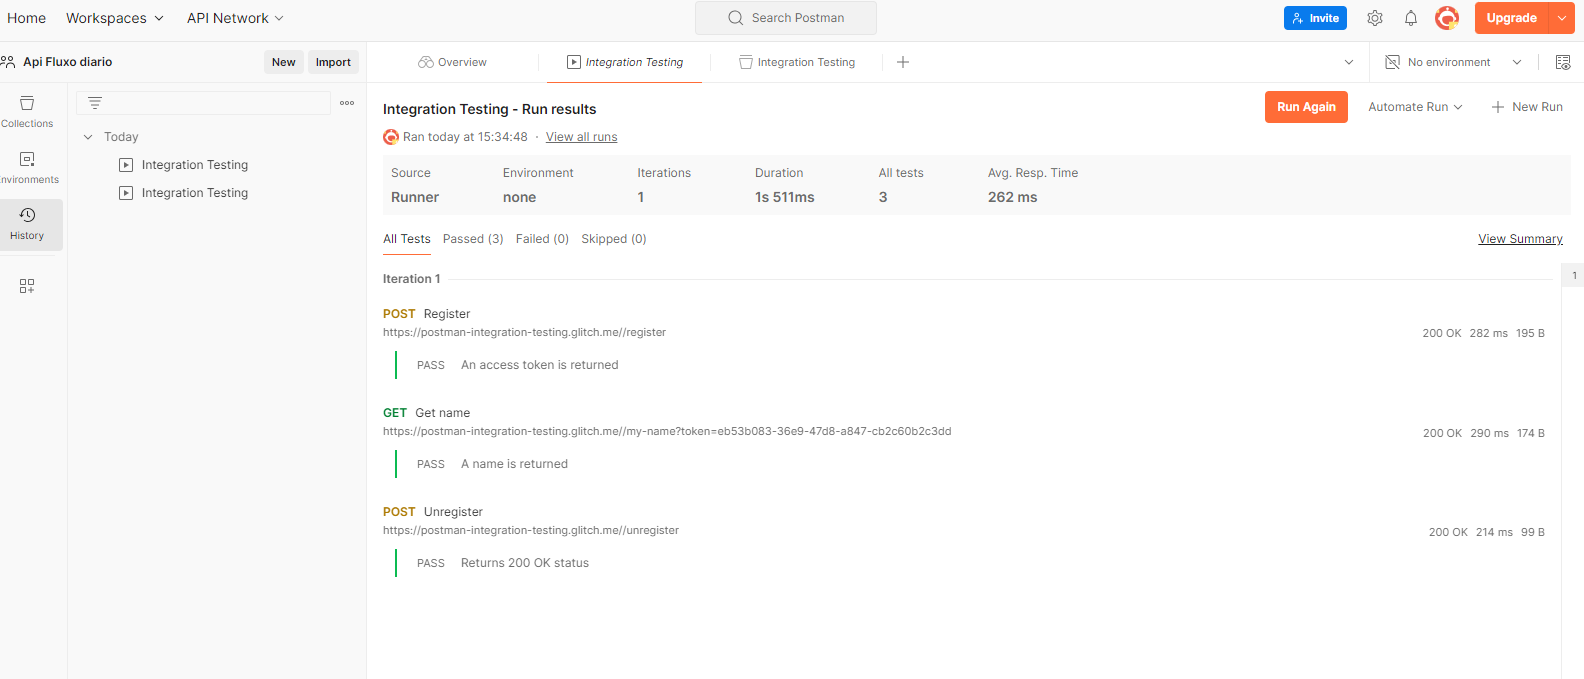 Home Workspaces API Network Search Postman Invite Upgrade
Api Fluxo diario New Import Overview Integration Testing Integration Testing No environment
Collections
nvironments
History
Today
Integration Testing
Integration Testing
Integration Testing - Run results Run Again Automate Run New Run
Ran today at 15:34:48 · View all runs
Source Environment Iterations Duration All tests Avg. Resp. Time
Runner none 1 1s 511ms 3 262 ms
All Tests Passed (3) Failed (0) Skipped (0) View Summary
Iteration 1 1
POST Register
https://postman-integration-testing.glitch.me//register 200 OK 282 ms 195 B
PASS An access token is returned
GET Get name
https://postman-integration-testing.glitch.me//my-name?token=eb53b083-36e9-47d8-a847-cb2c60b2c3dd 200 OK 290 ms 174 B
PASS A name is returned
POST Unregister
https://postman-integration-testing.glitch.me//unregister 200 OK 214 ms 99 B
PASS Returns 200 OK status